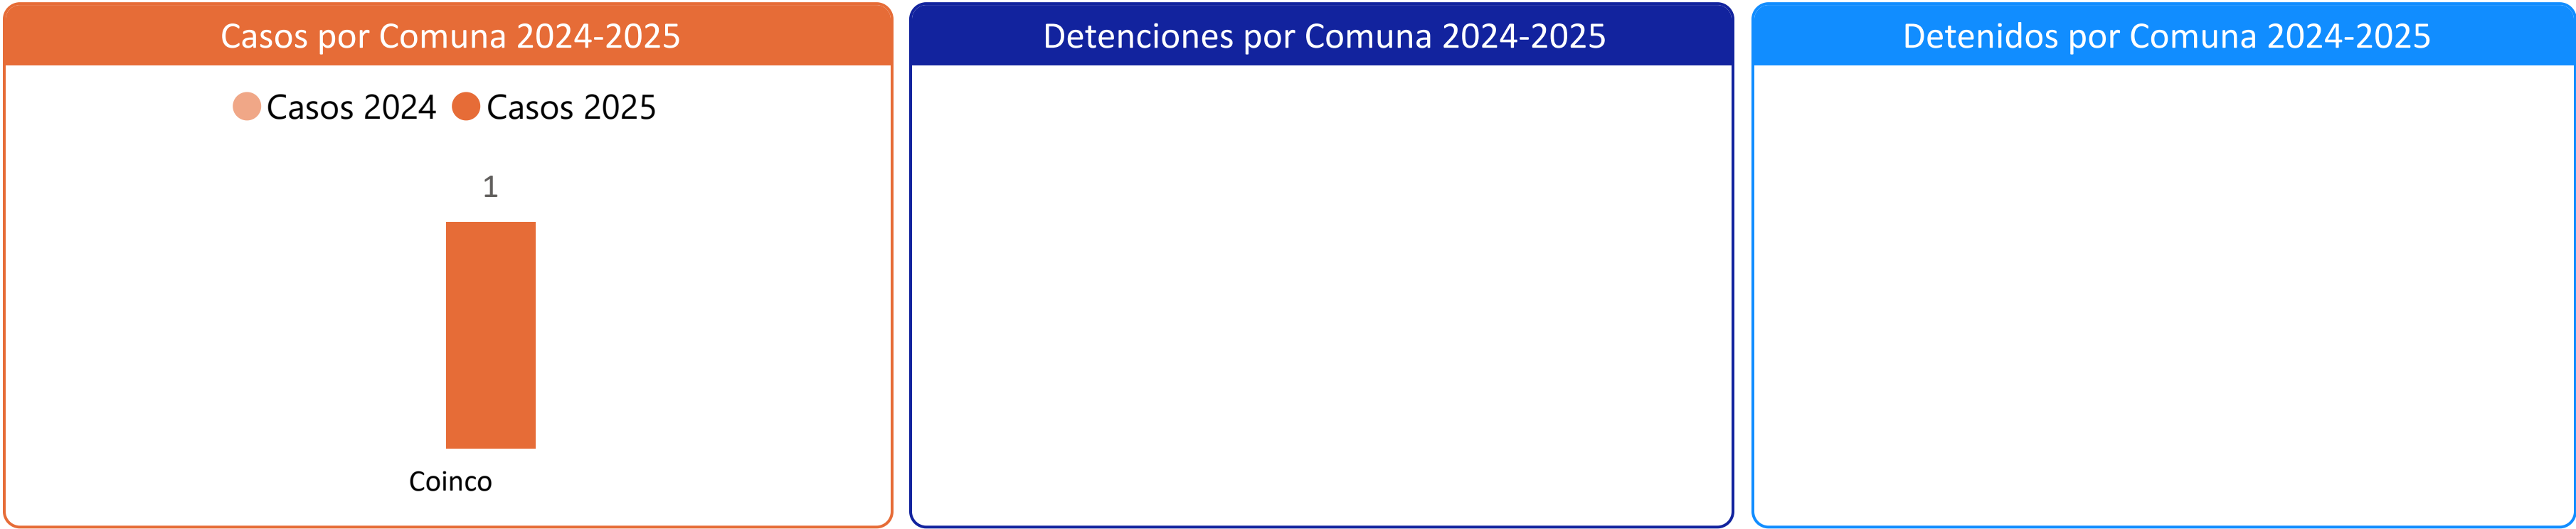 Casos por Comuna 2024-2025
Casos 2024 Casos 2025
1
Coinco
Detenciones por Comuna 2024-2025
Detenidos por Comuna 2024-2025